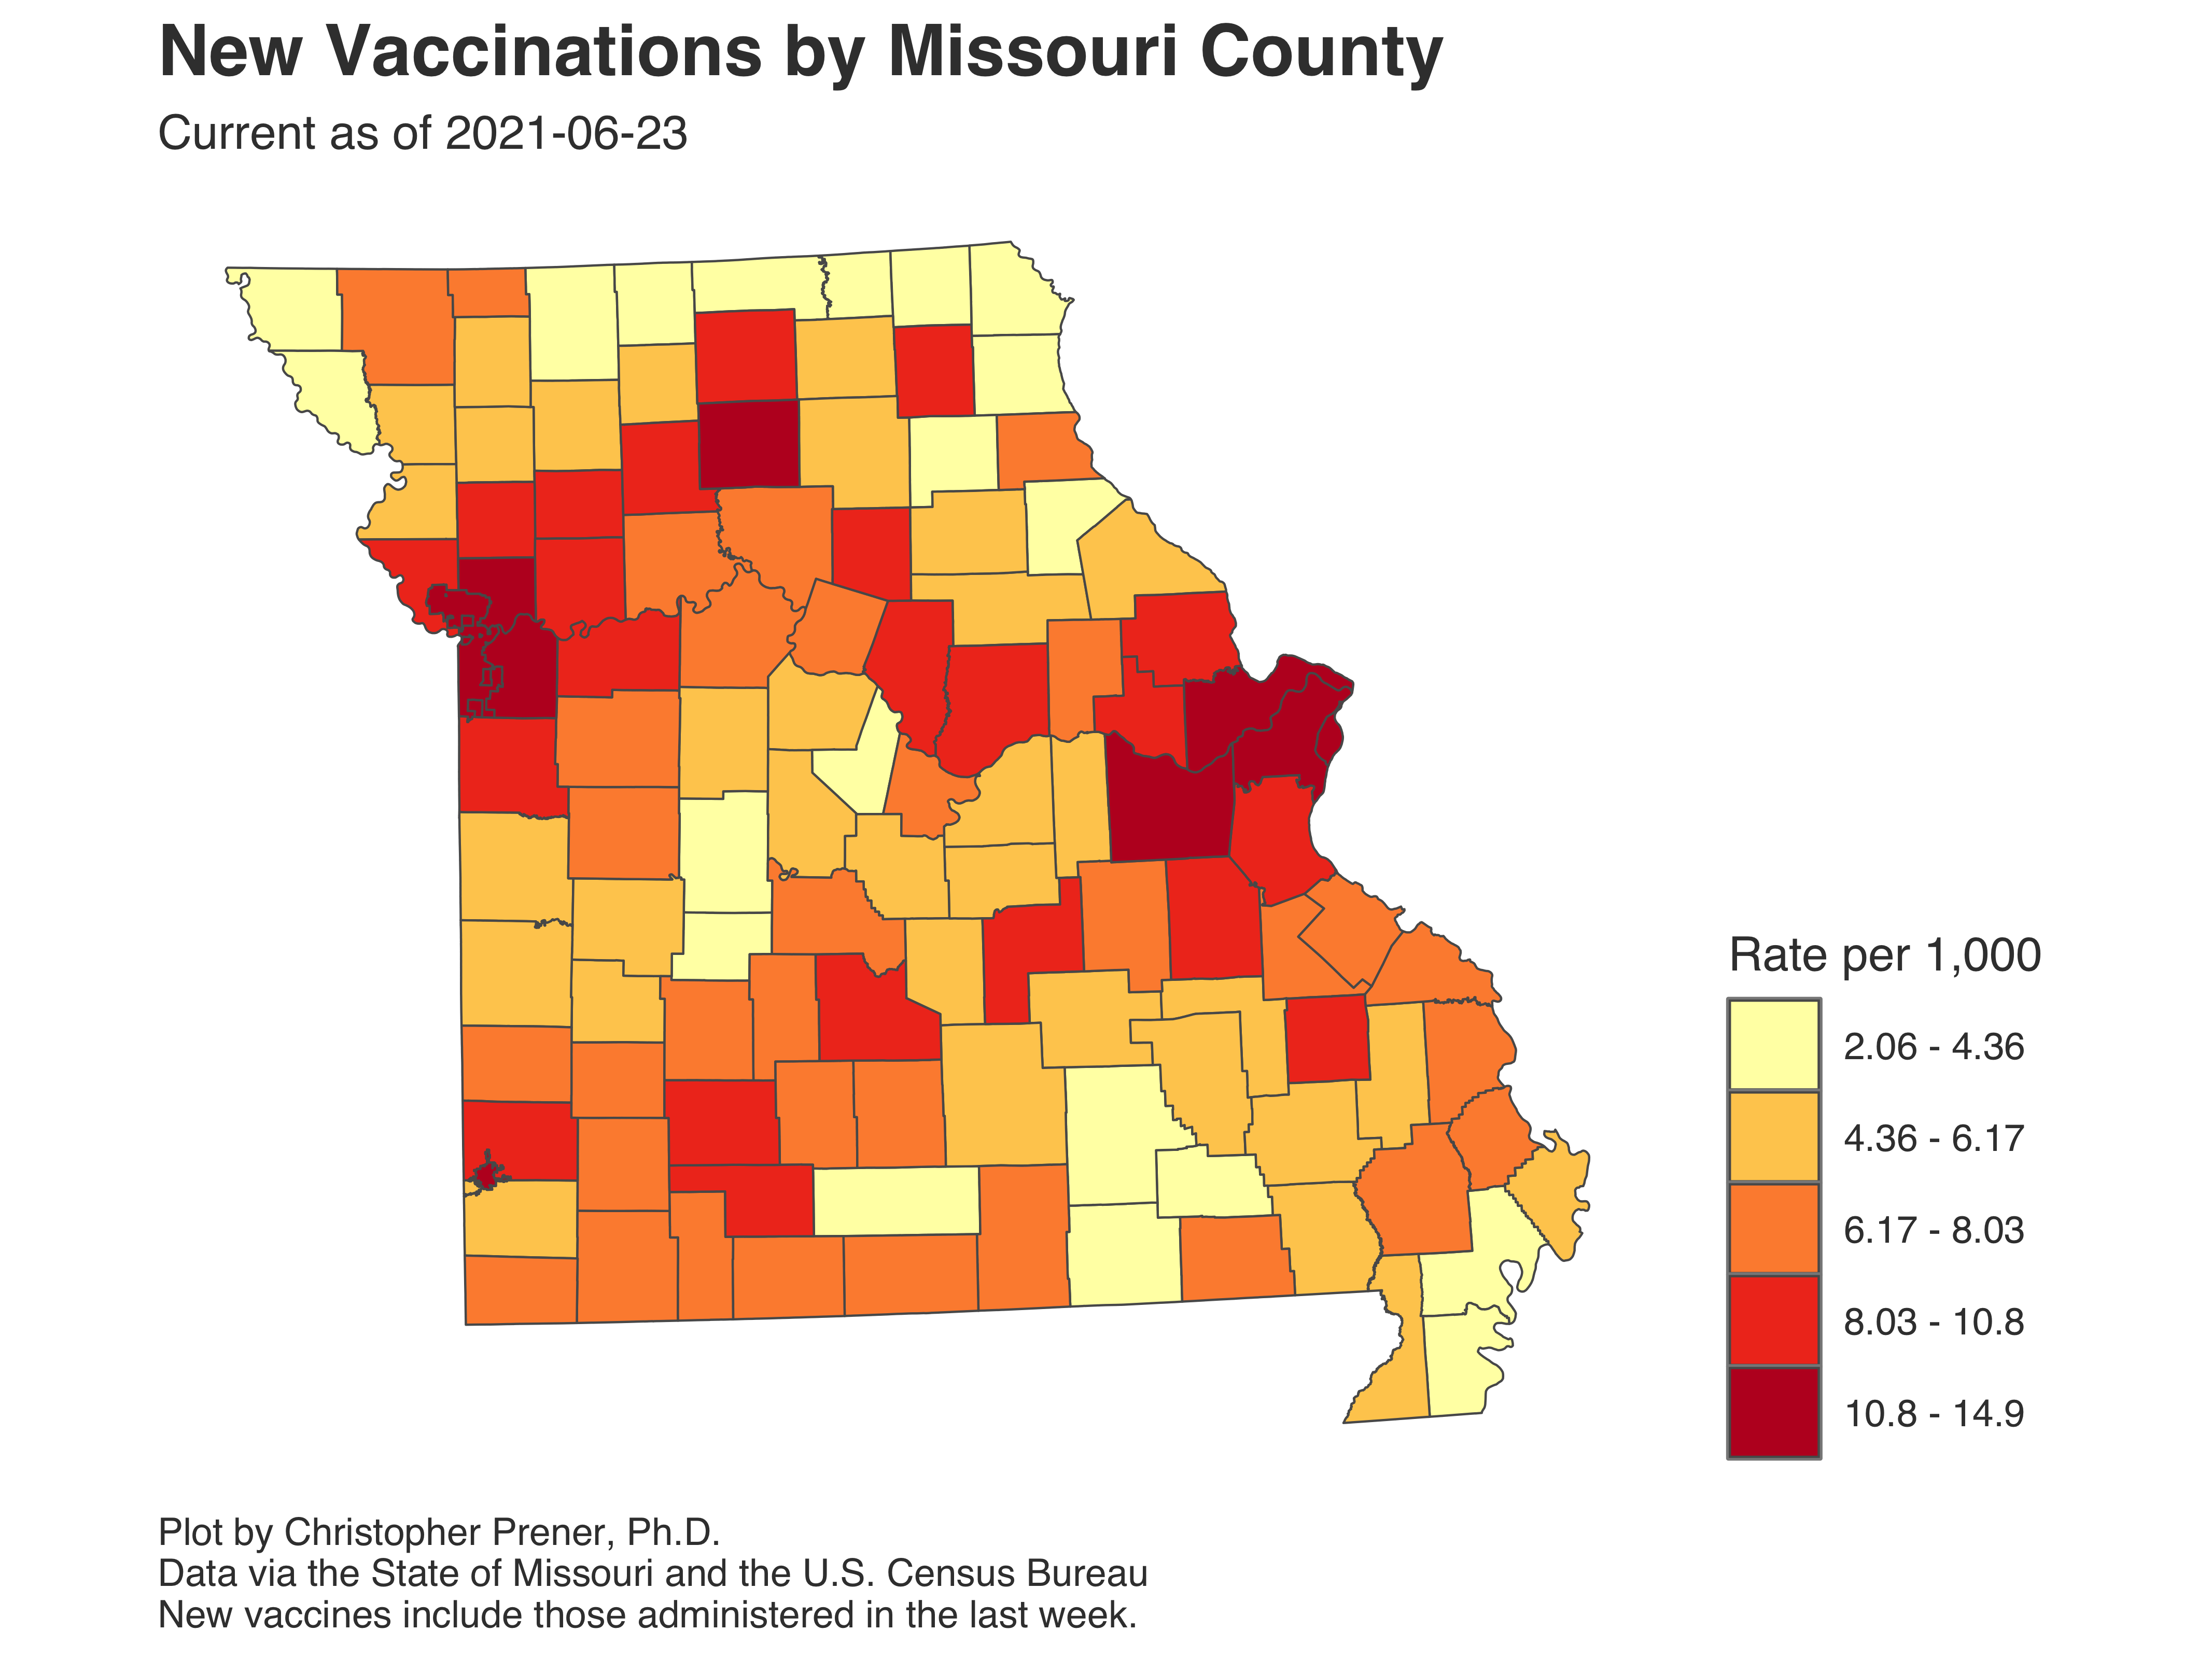 New Vaccinations by Missouri County
Current as of 2021-06-23
Rate per 1,000
2.06 - 4.36
4.36 - 6.17
6.17 - 8.03
8.03 - 10.8
10.8 - 14.9
Plot by Christopher Prener, Ph.D.
Data via the State of Missouri and the U.S. Census Bureau
New vaccines include those administered in the last week.